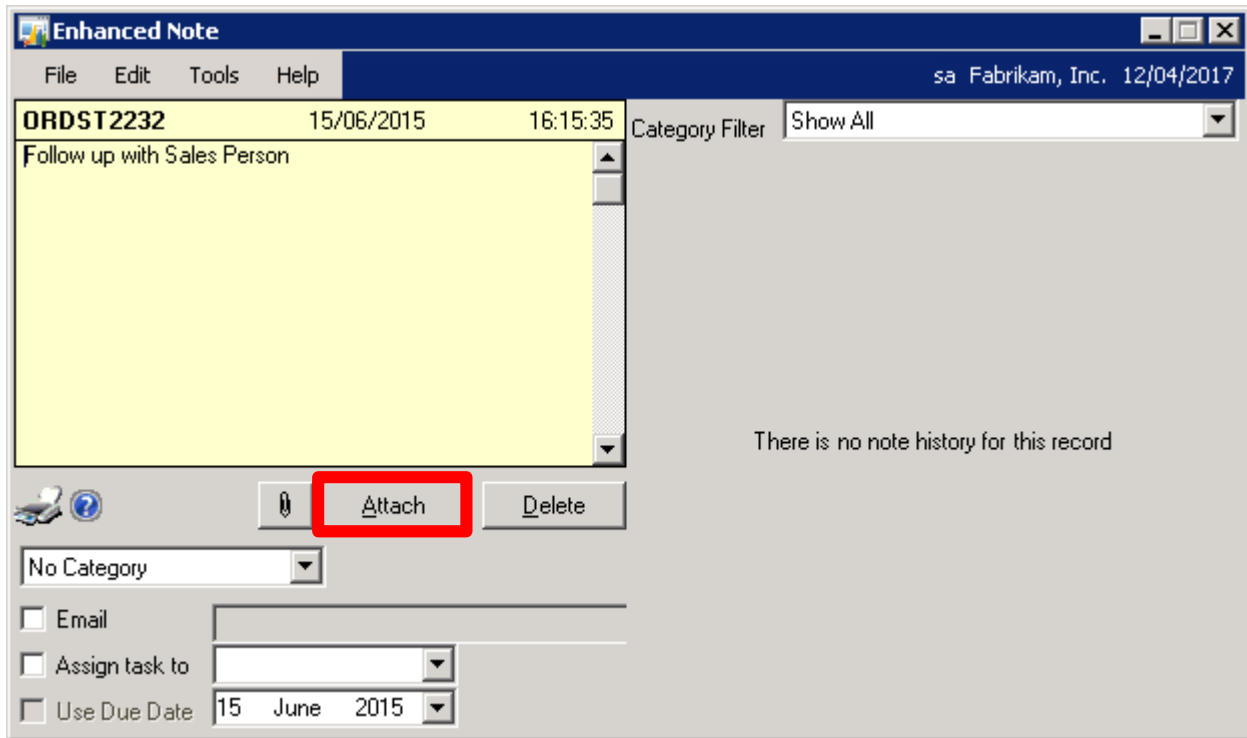 Enhanced Note
File Edit Tools Help sa Fabrikam, Inc. 12/04/2017
ORDST2232 15/06/2015 16:15:35
Category Filter Show All
Follow up with Sales Person
There is no note history for this record
Attach Delete
No Category
Email
Assign task to
Use Due Date 15 June 2015